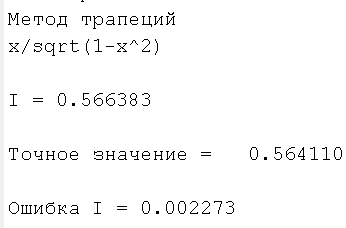 Метод трапеций
x/sqrt(1-x^2)
I = 0.566383
Точное значение =   0.564110
Ошибка I = 0.002273